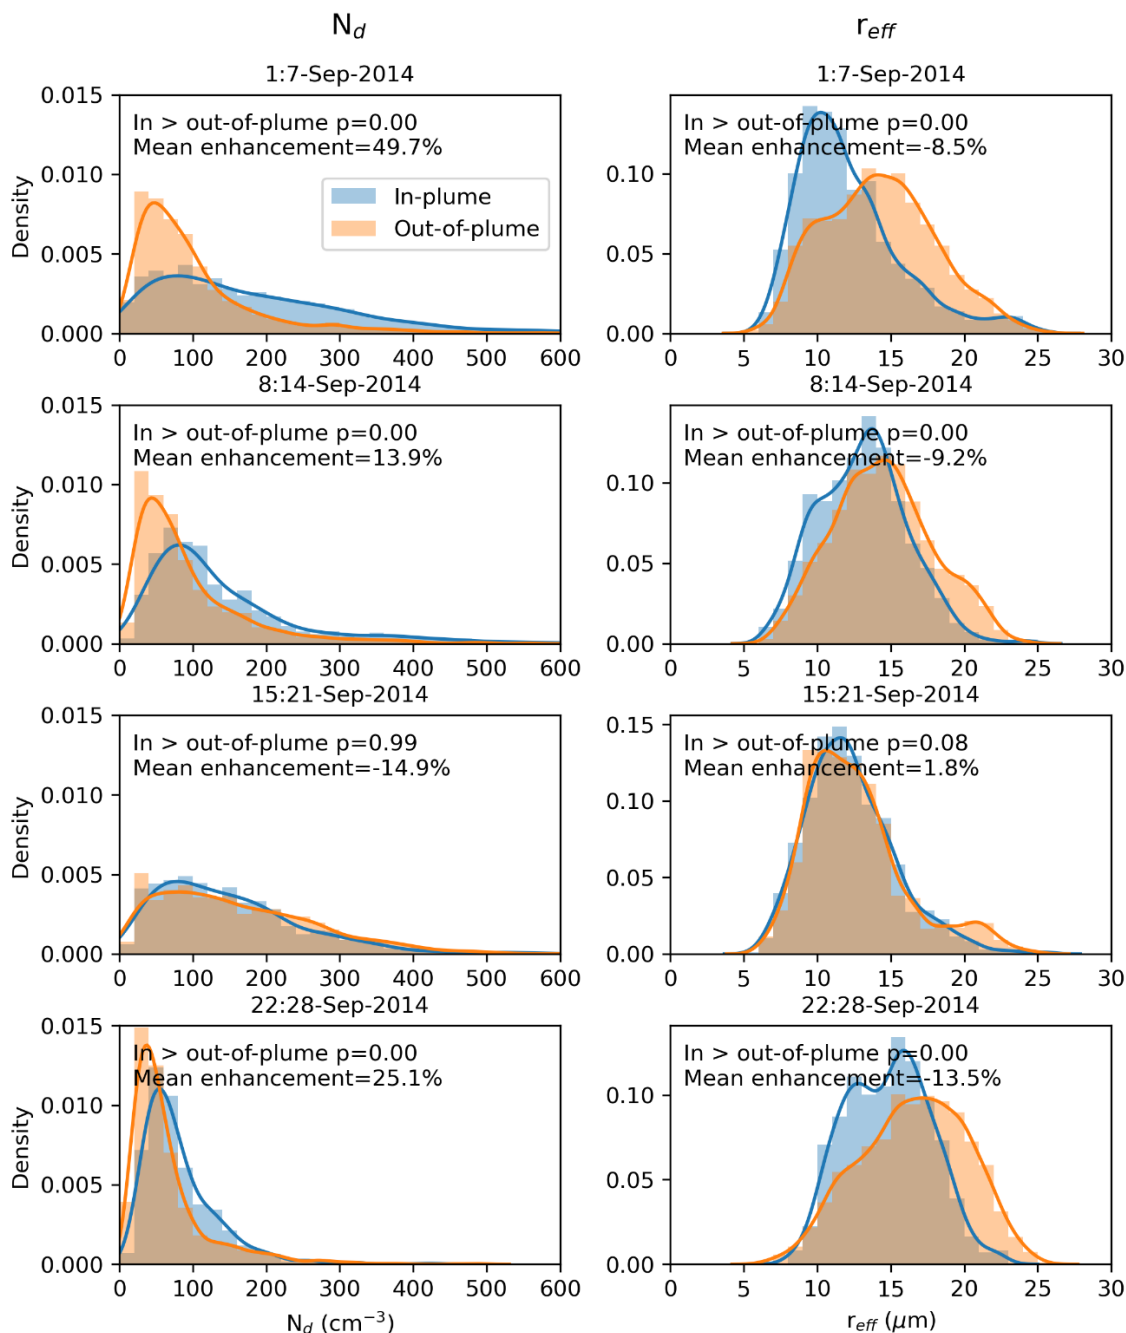 N_d
r_eff
1:7-Sep-2014
1:7-Sep-2014
0.015
0.010
0.005
0.000
Density
In > out-of-plume p=0.00
Mean enhancement=49.7%
In-plume
Out-of-plume
0 100 200 300 400 500 600
0.10
0.05
0.00
In > out-of-plume p=0.00
Mean enhancement=-8.5%
0 5 10 15 20 25 30
8:14-Sep-2014
8:14-Sep-2014
0.015
0.010
0.005
0.000
Density
In > out-of-plume p=0.00
Mean enhancement=13.9%
0 100 200 300 400 500 600
0.10
0.05
0.00
In > out-of-plume p=0.00
Mean enhancement=-9.2%
0 5 10 15 20 25 30
15:21-Sep-2014
15:21-Sep-2014
0.015
0.010
0.005
0.000
Density
In > out-of-plume p=0.99
Mean enhancement=-14.9%
0 100 200 300 400 500 600
0.15
0.10
0.05
0.00
In > out-of-plume p=0.08
Mean enhancement=1.8%
0 5 10 15 20 25 30
22:28-Sep-2014
22:28-Sep-2014
0.015
0.010
0.005
0.000
Density
In > out-of-plume p=0.00
Mean enhancement=25.1%
0 100 200 300 400 500 600
N_d (cm⁻³)
0.10
0.05
0.00
In > out-of-plume p=0.00
Mean enhancement=-13.5%
0 5 10 15 20 25 30
r_eff (μm)